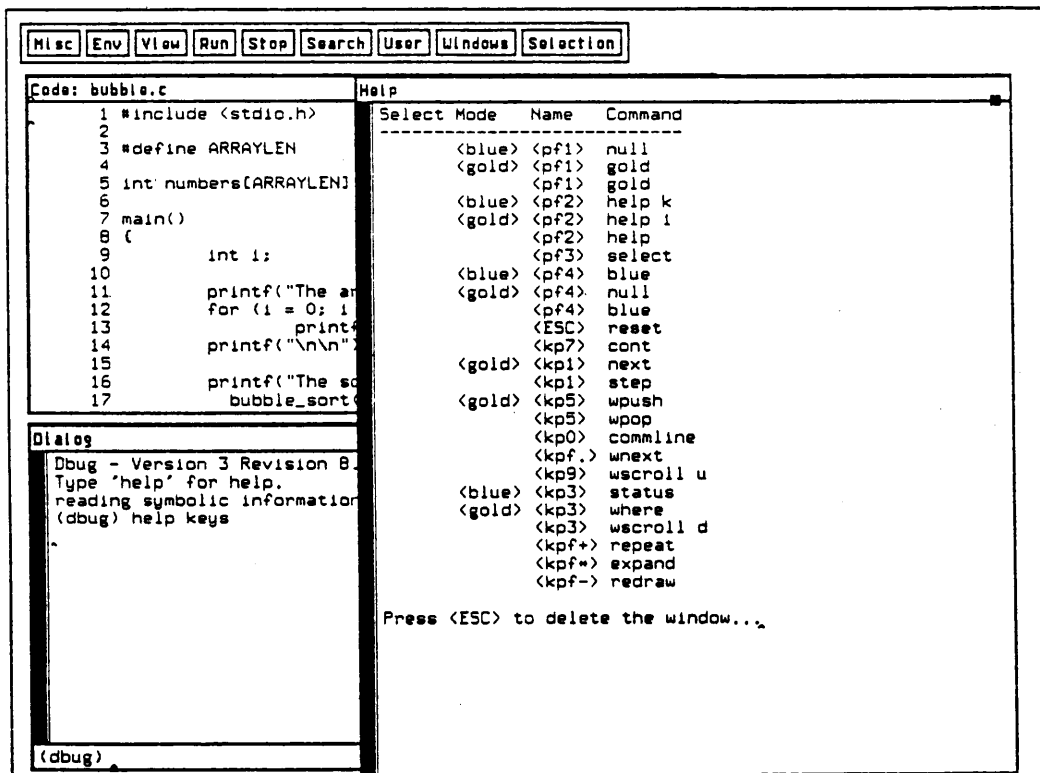 Misc Env View Run Stop Search User Windows Selection
Code: bubble.c
1 #include <stdio.h>
2
3 #define ARRAYLEN
4
5 int numbers[ARRAYLEN]
6
7 main()
8 {
9 int i;
10
11 printf("The ar
12 for (i = 0; i
13 printf
14 printf("\n\n")
15
16 printf("The so
17 bubble_sort(
Dialog
Dbug - Version 3 Revision 8.
Type 'help' for help.
reading symbolic information
(dbug) help keys
(dbug)
Help
Select Mode Name Command
----------------------------
<blue> <pf1> null
<gold> <pf1> gold
<pf1> gold
<blue> <pf2> help k
<gold> <pf2> help i
<pf2> help
<pf3> select
<blue> <pf4> blue
<gold> <pf4> null
<pf4> blue
<ESC> reset
<kp7> cont
<gold> <kp1> next
<kp1> step
<gold> <kp5> wpush
<kp5> wpop
<kp0> commline
<kpf.> wnext
<kp9> wscroll u
<blue> <kp3> status
<gold> <kp3> where
<kp3> wscroll d
<kpf+> repeat
<kpf*> expand
<kpf-> redraw
Press <ESC> to delete the window...